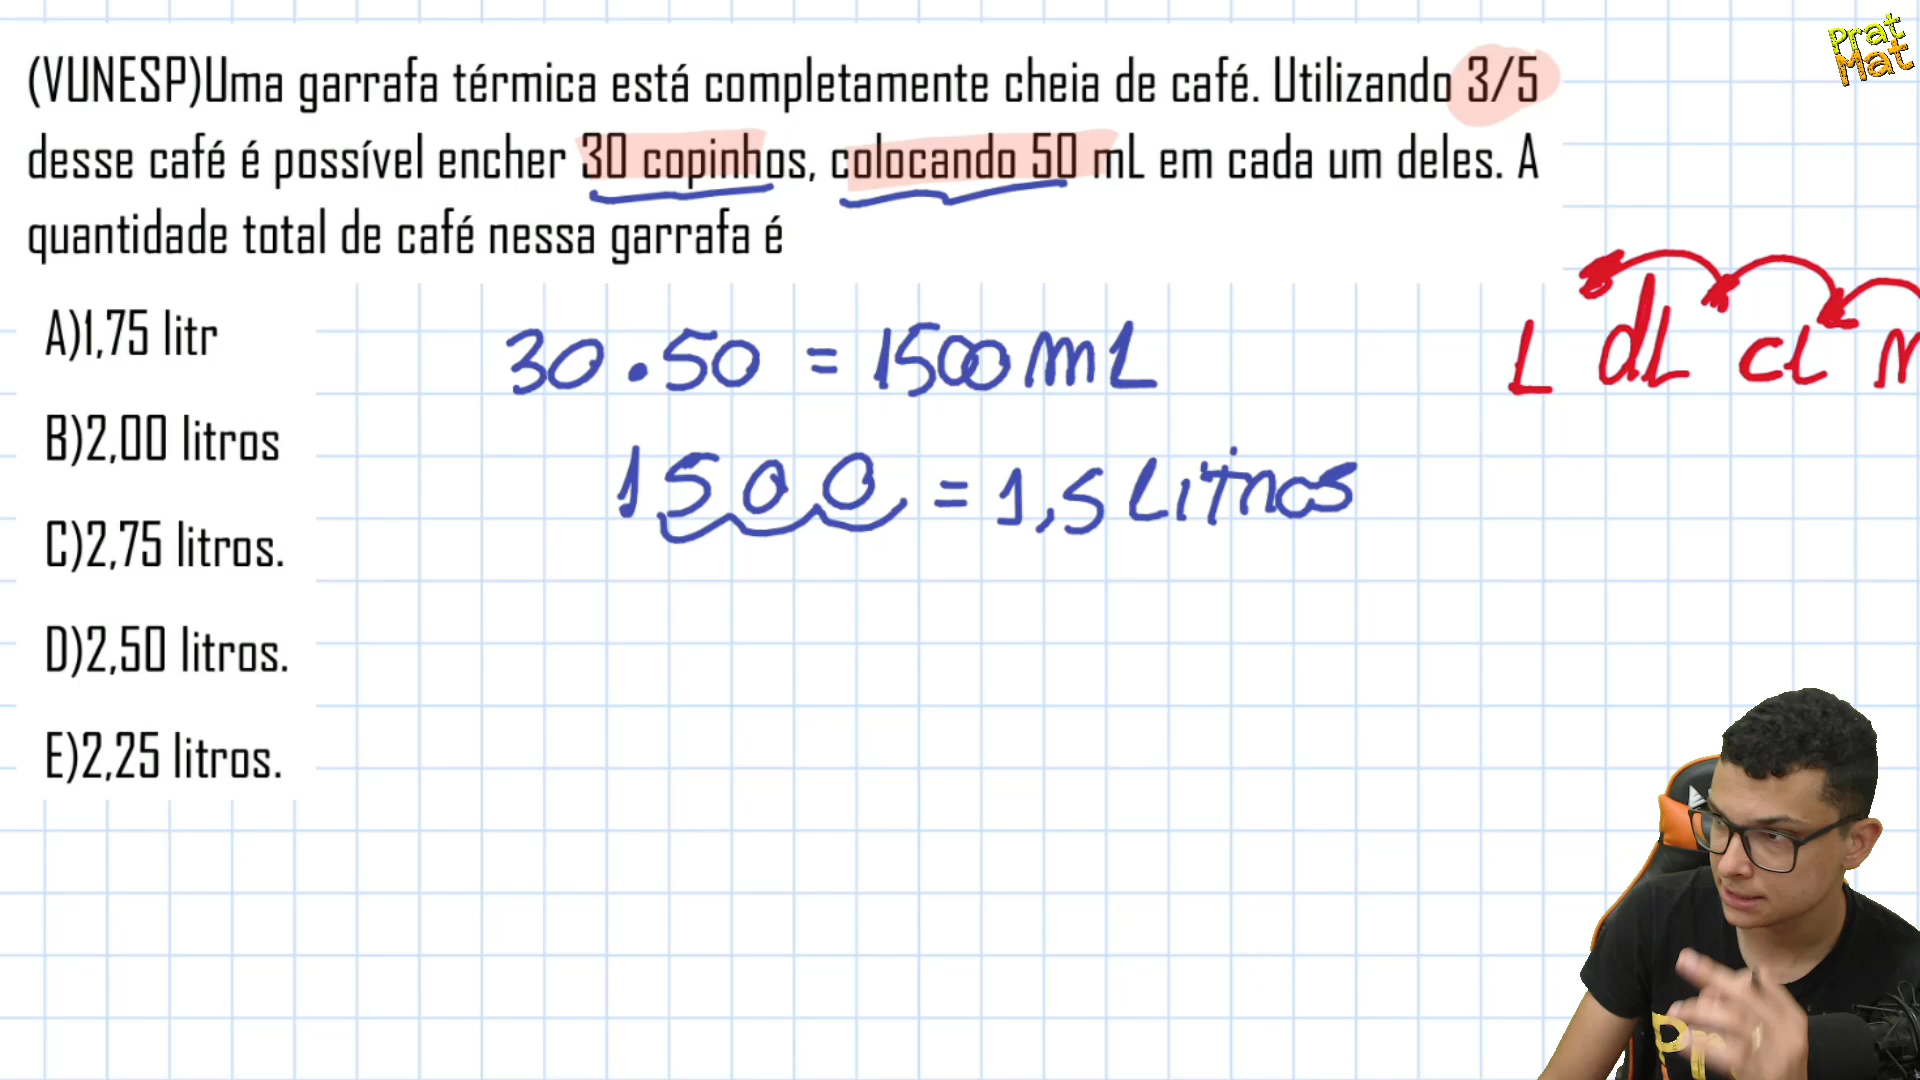 Prat
Mat
(VUNESP)Uma garrafa térmica está completamente cheia de café. Utilizando 3/5
desse café é possível encher 30 copinhos, colocando 50 mL em cada um deles. A
quantidade total de café nessa garrafa é
A)1,75 litr
B)2,00 litros
C)2,75 litros.
D)2,50 litros.
E)2,25 litros.
30 . 50 = 1500 mL
1500 = 1,5 Litros
L dL cL m